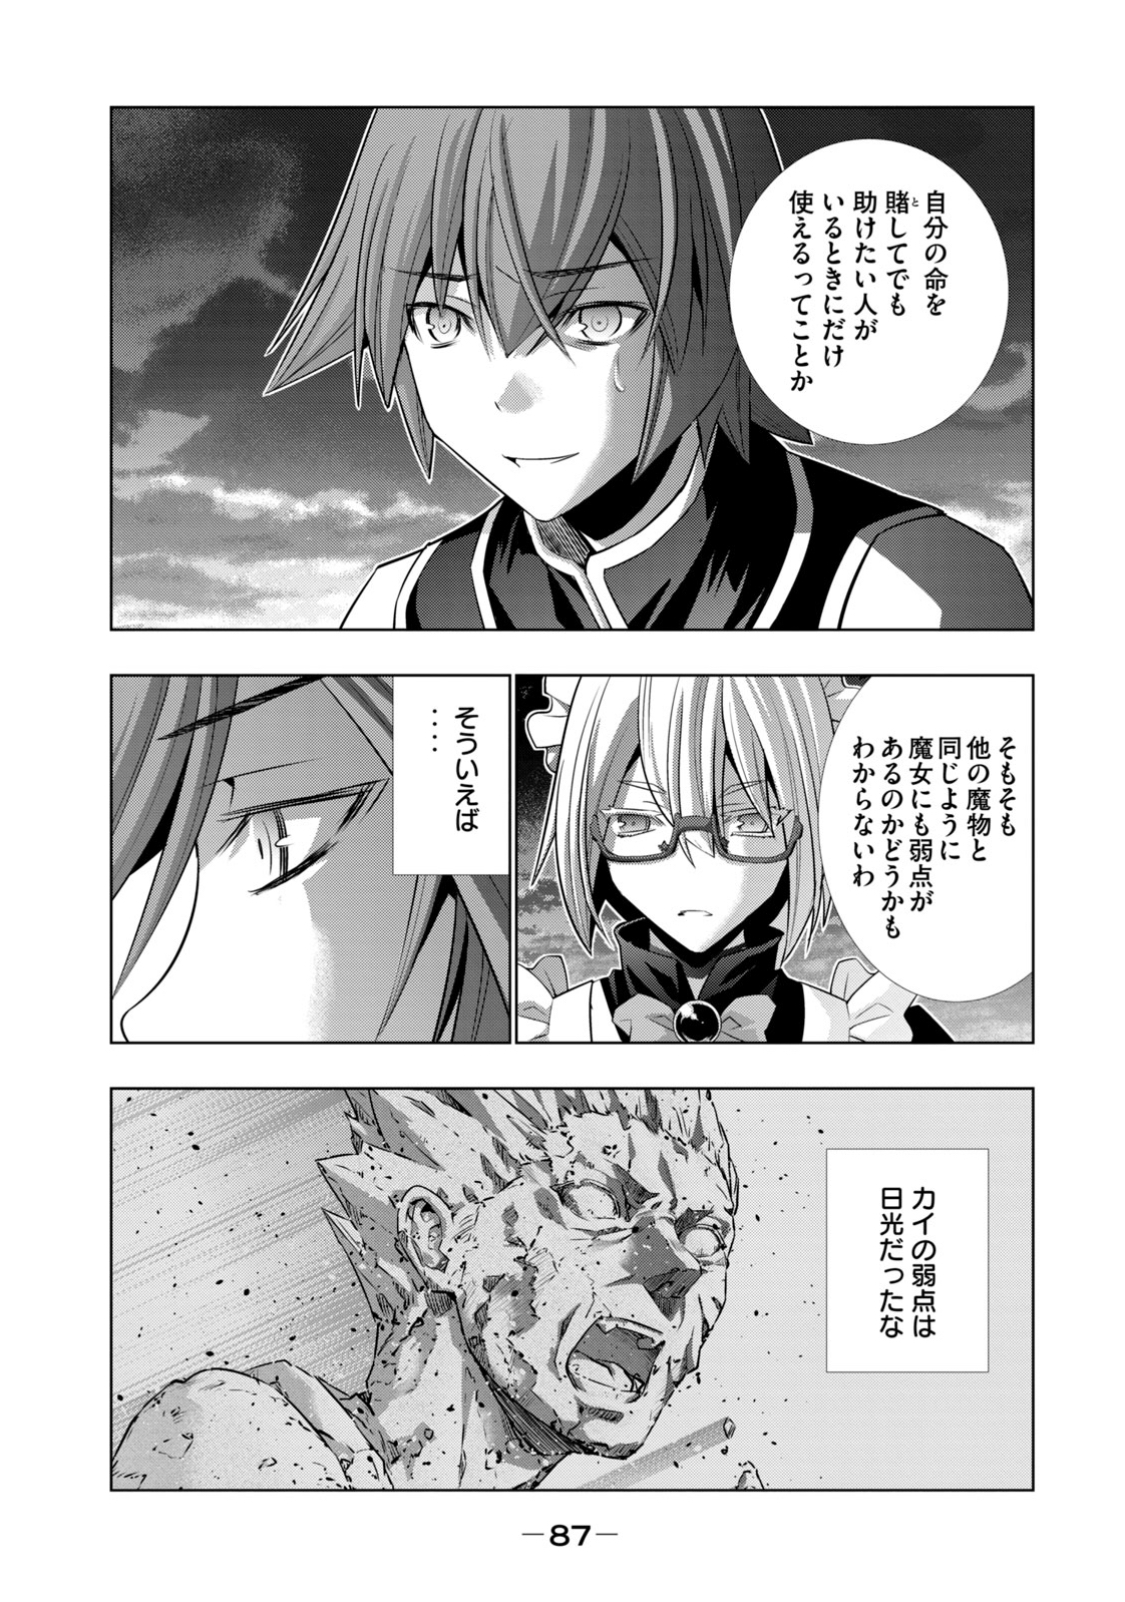 自分の命を
賭してでも
と
助けたい人が
いるときにだけ
使えるってことか
そもそも
他の魔物と
同じように
魔女にも弱点が
あるのかどうかも
わからないわ
そういえば
・・・・
カイの弱点は
日光だったな
—87—